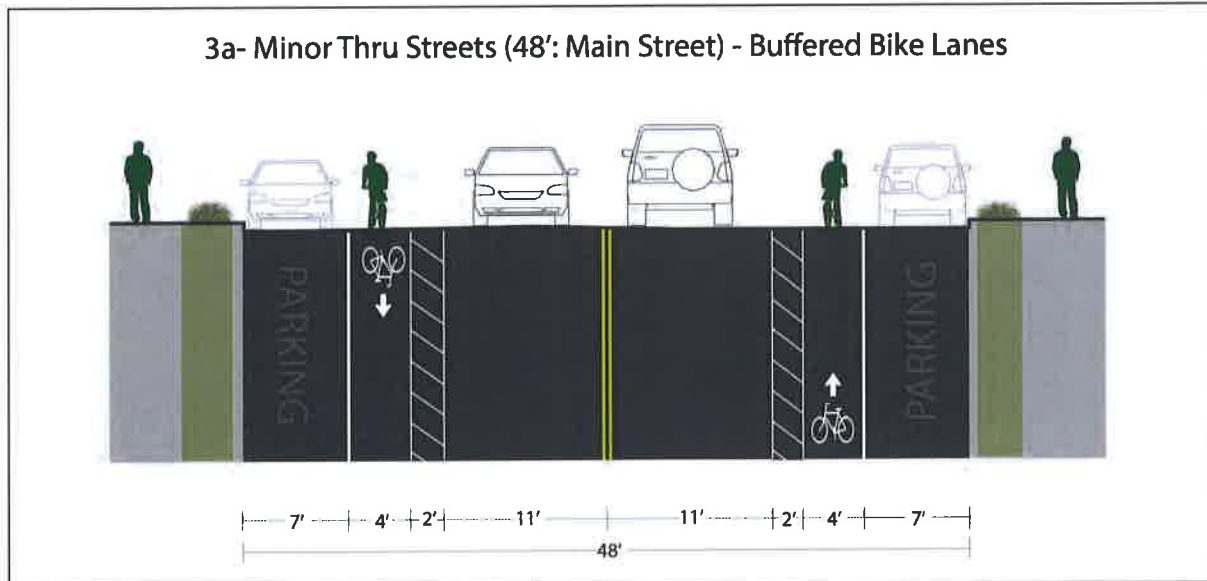 3a- Minor Thru Streets (48': Main Street) - Buffered Bike Lanes
PARKING
PARKING
7' 4' 2' 11' 11' 2' 4' 7'
48'